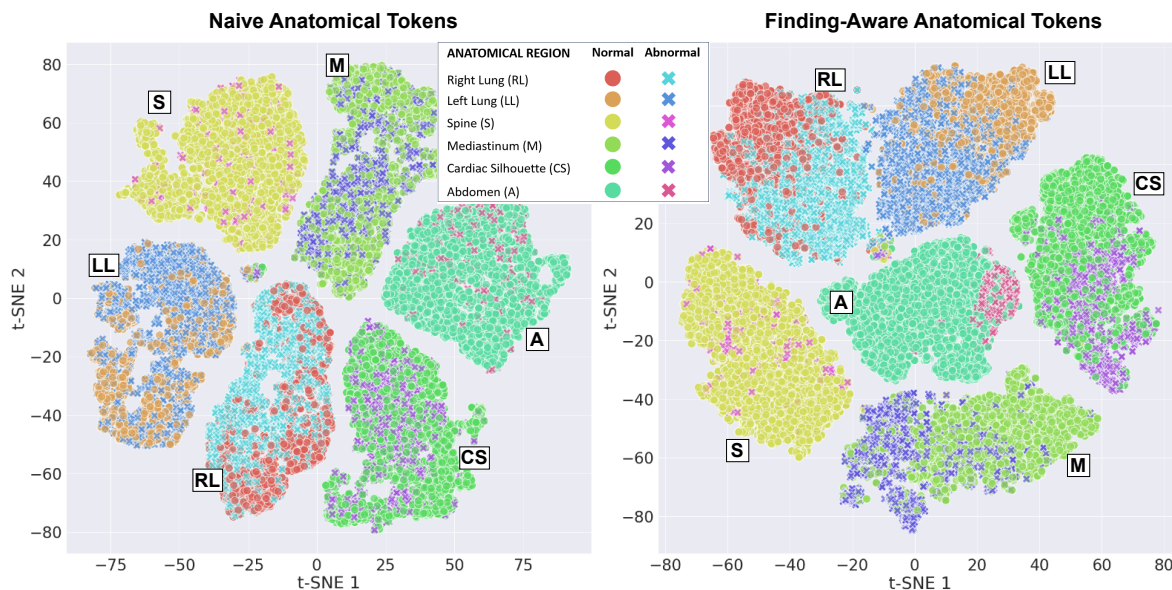 Naive Anatomical Tokens
Finding-Aware Anatomical Tokens
ANATOMICAL REGION Normal Abnormal
Right Lung (RL)
Left Lung (LL)
Spine (S)
Mediastinum (M)
Cardiac Silhouette (CS)
Abdomen (A)
80
60
40
20
0
−20
−40
−60
−80
t-SNE 2
−75 −50 −25 0 25 50 75
t-SNE 1
S
M
LL
A
RL
CS
20
0
−20
−40
−60
−80
t-SNE 2
−80 −60 −40 −20 0 20 40 60 80
t-SNE 1
RL
LL
CS
A
S
M